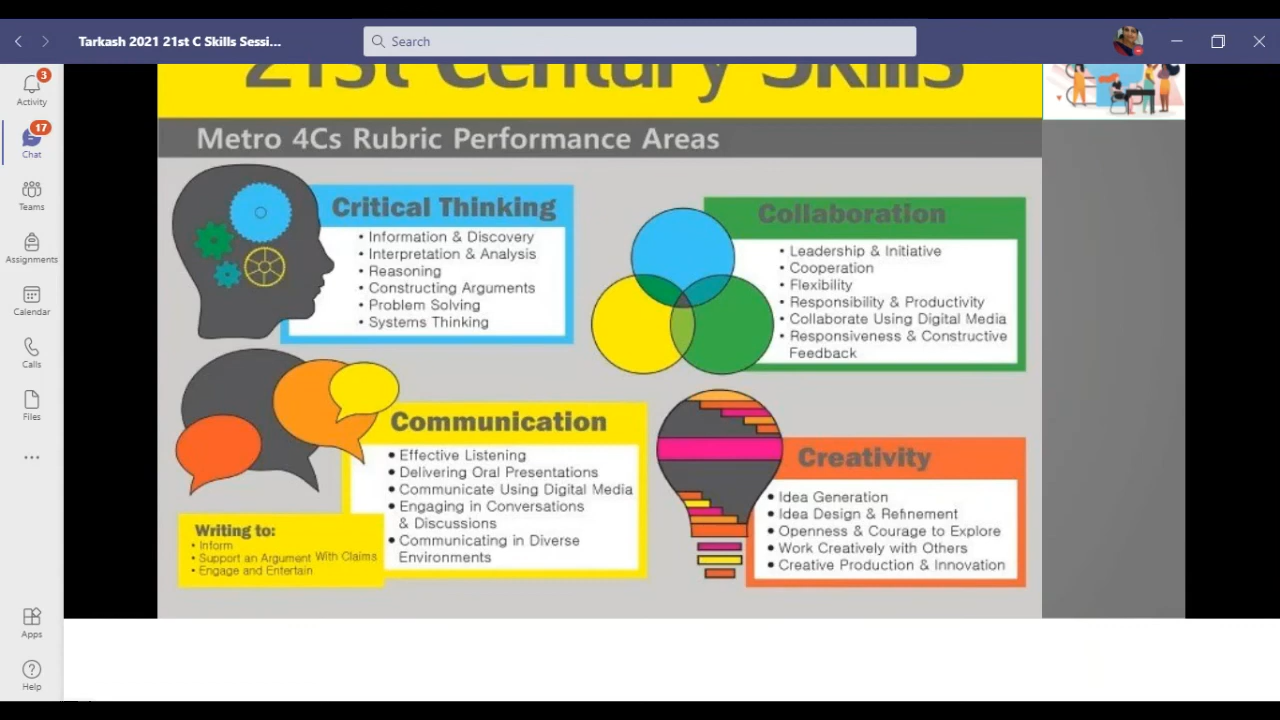 Tarkash 2021 21st C Skills Sessi...
Search
3
Activity
17
Chat
Teams
Assignments
Calendar
Calls
Files
Apps
Help
21st Century Skills
Metro 4Cs Rubric Performance Areas
Critical Thinking
• Information & Discovery
• Interpretation & Analysis
• Reasoning
• Constructing Arguments
• Problem Solving
• Systems Thinking
Collaboration
• Leadership & Initiative
• Cooperation
• Flexibility
• Responsibility & Productivity
• Collaborate Using Digital Media
• Responsiveness & Constructive
Feedback
Communication
• Effective Listening
• Delivering Oral Presentations
• Communicate Using Digital Media
• Engaging in Conversations
& Discussions
• Communicating in Diverse
Environments
Writing to:
• Inform
• Support an Argument With Claims
• Engage and Entertain
Creativity
• Idea Generation
• Idea Design & Refinement
• Openness & Courage to Explore
• Work Creatively with Others
• Creative Production & Innovation